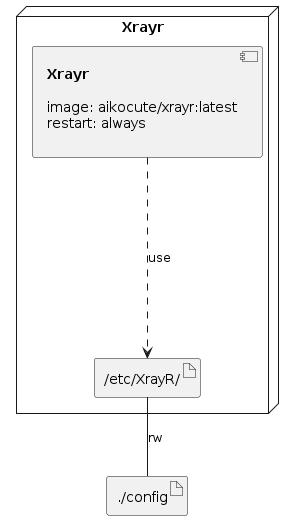 Xrayr
Xrayr
image: aikocute/xrayr:latest
restart: always
use
/etc/XrayR/
rw
./config